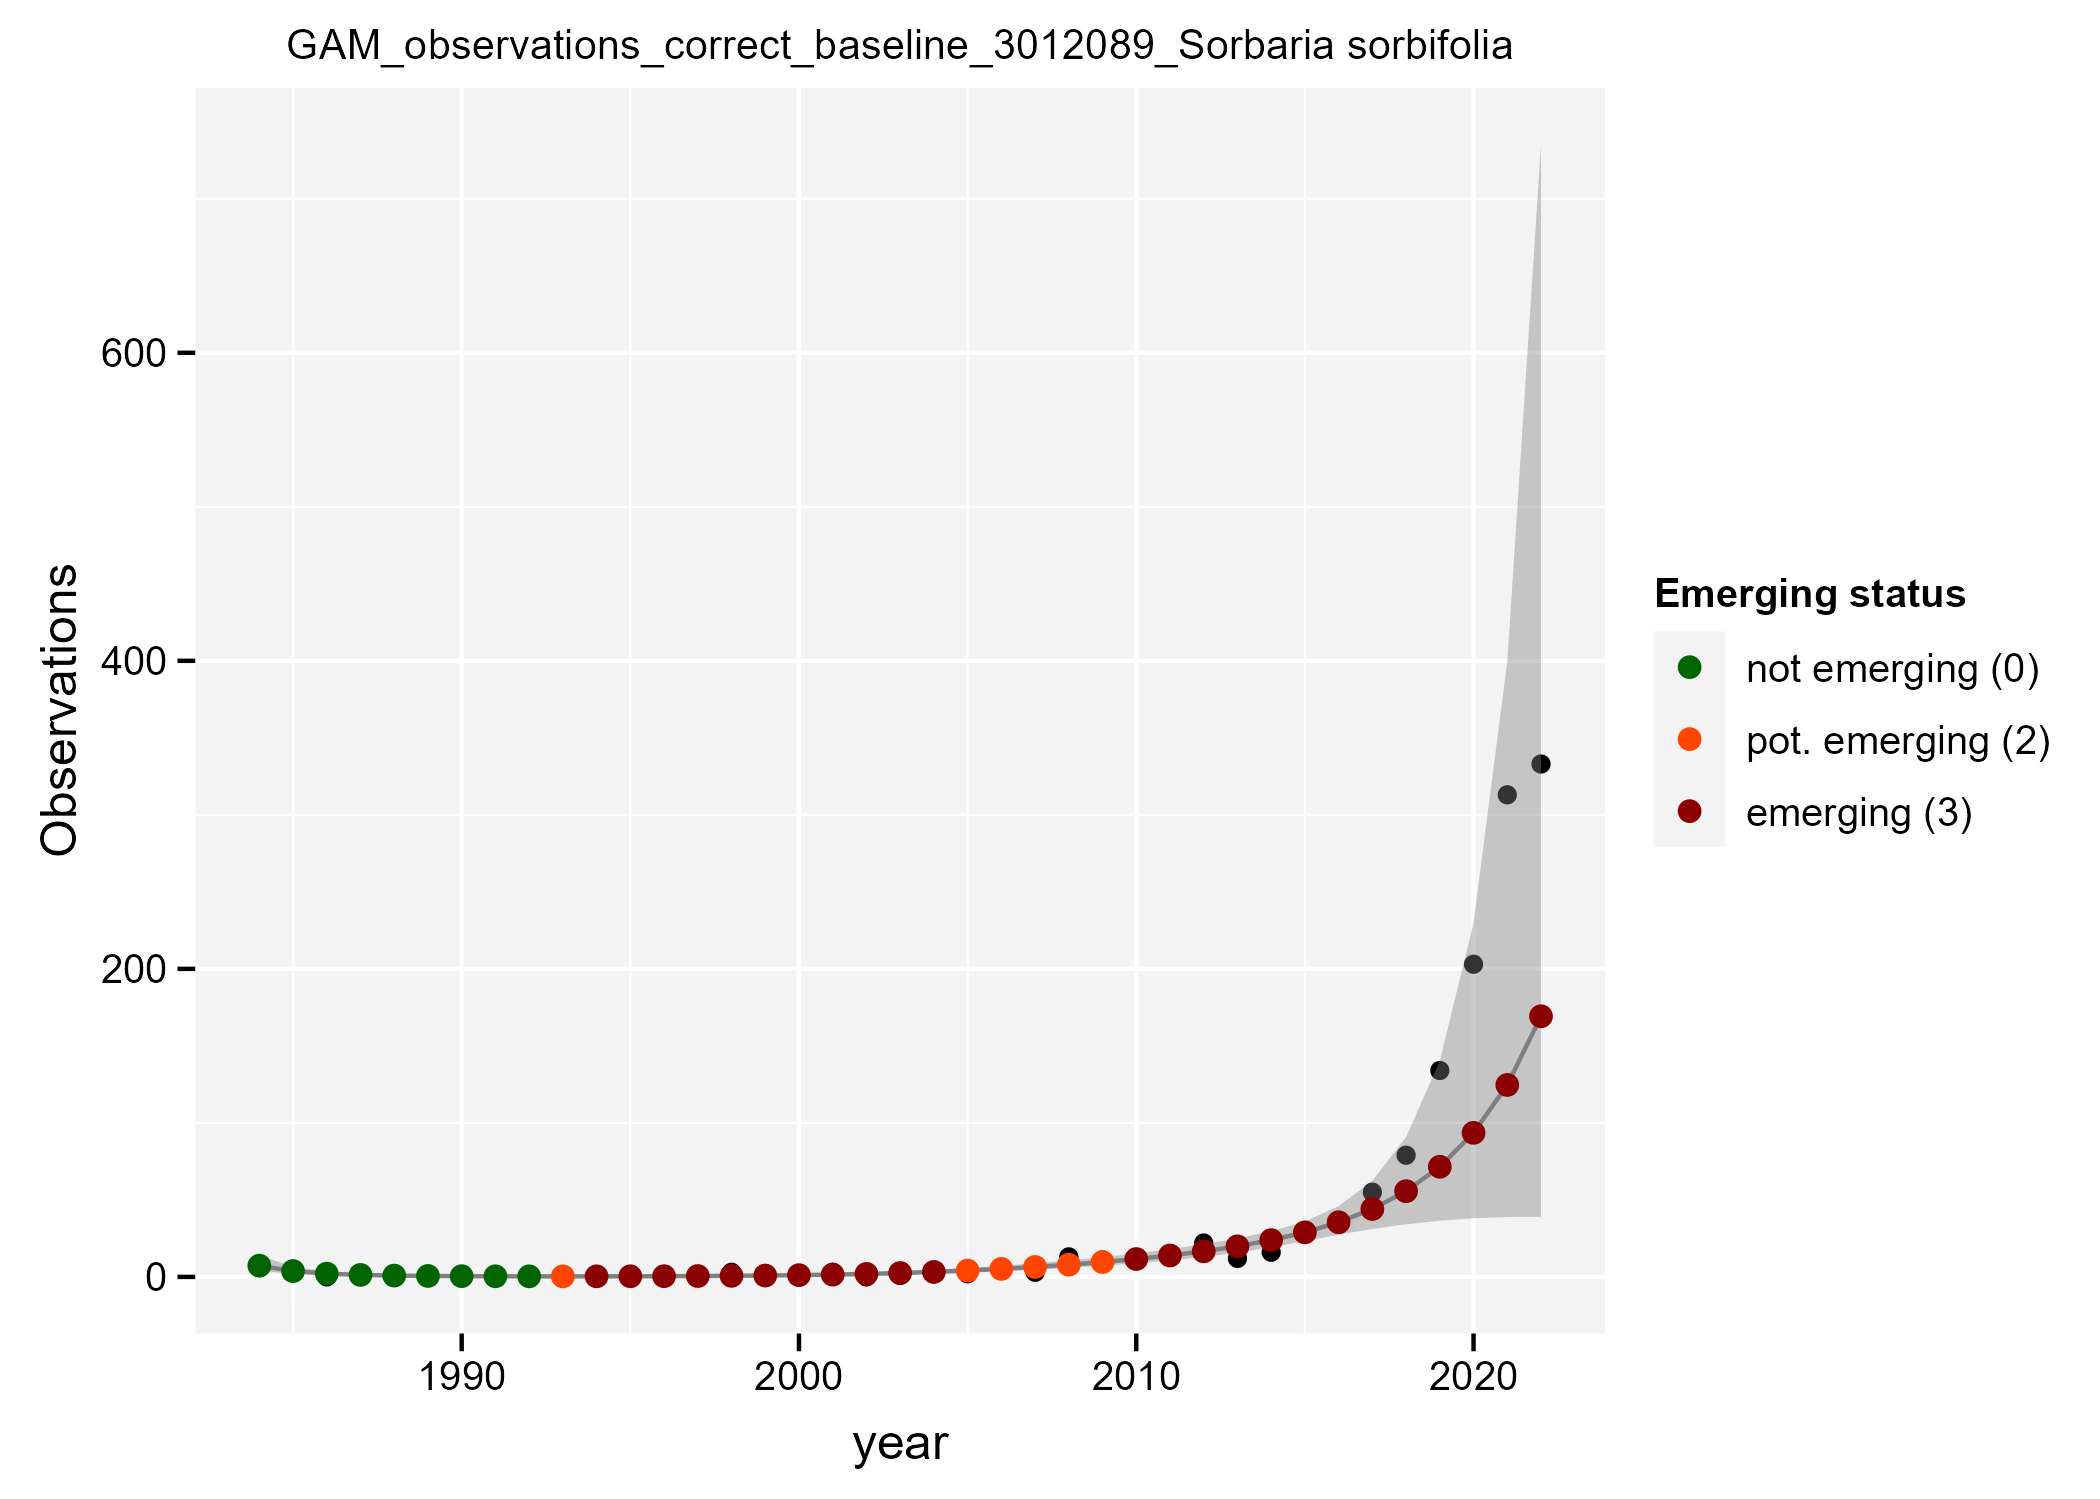 GAM_observations_correct_baseline_3012089_Sorbaria sorbifolia
Observations
600
400
200
0
1990 2000 2010 2020
year
Emerging status
not emerging (0)
pot. emerging (2)
emerging (3)